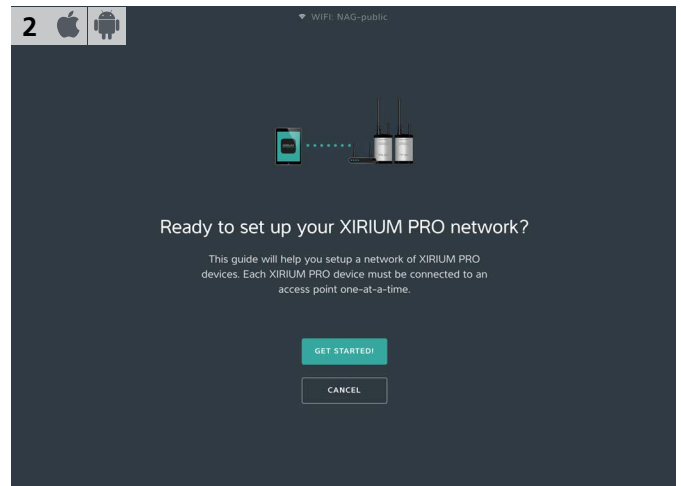 2
WIFI: NAG-public
Ready to set up your XIRIUM PRO network?
This guide will help you setup a network of XIRIUM PRO
devices. Each XIRIUM PRO device must be connected to an
access point one-at-a-time.
GET STARTED!
CANCEL